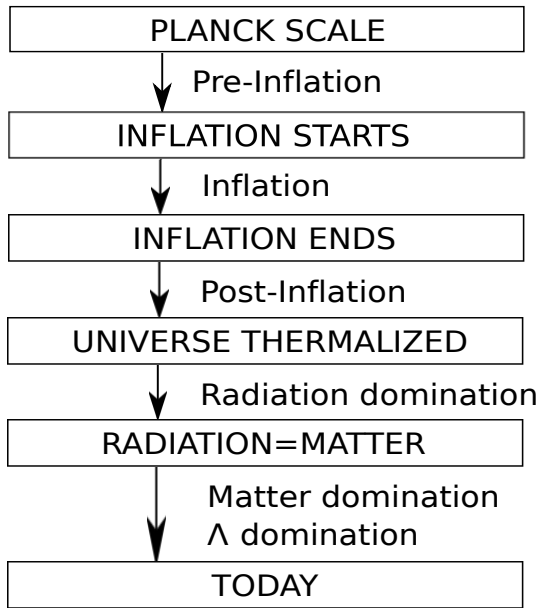 PLANCK SCALE
Pre-Inflation
INFLATION STARTS
Inflation
INFLATION ENDS
Post-Inflation
UNIVERSE THERMALIZED
Radiation domination
RADIATION=MATTER
Matter domination
Λ domination
TODAY